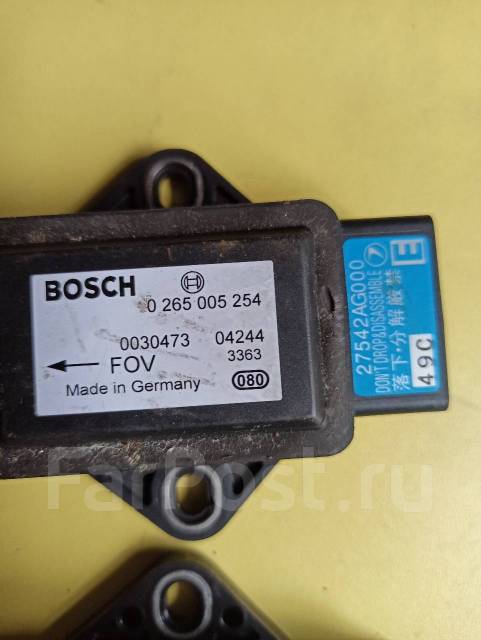 BOSCH
0 265 005 254
0030473 04244
3363
FOV
Made in Germany
080
27542AG000
DON'T DROP&DISASSEMBLE
落下・分解厳禁
E
49C
FarPost.ru